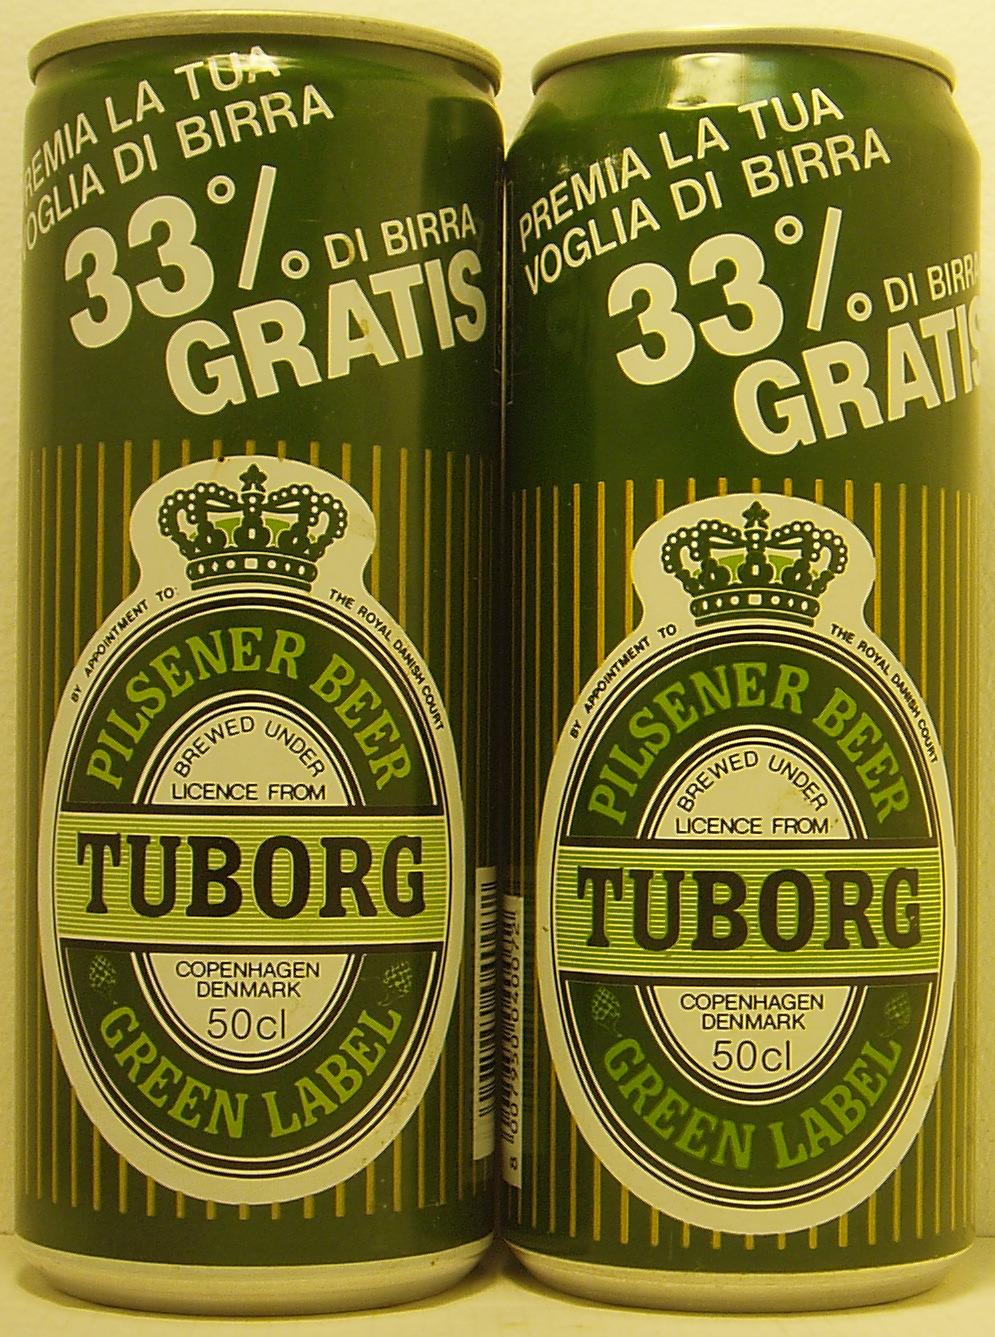 LA TUA
DI BIRRA
33% DI BIRRA
GRATIS
BY APPOINTMENT TO THE ROYAL DANISH COURT
PILSENER BEER
BREWED UNDER
LICENCE FROM
TUBORG
COPENHAGEN
DENMARK
50cl
GREEN LABEL
PREMIA LA TUA
VOGLIA DI BIRRA
33% DI BIRRA
GRATIS
BY APPOINTMENT TO THE ROYAL DANISH COURT
PILSENER BEER
BREWED UNDER
LICENCE FROM
TUBORG
COPENHAGEN
DENMARK
50cl
GREEN LABEL